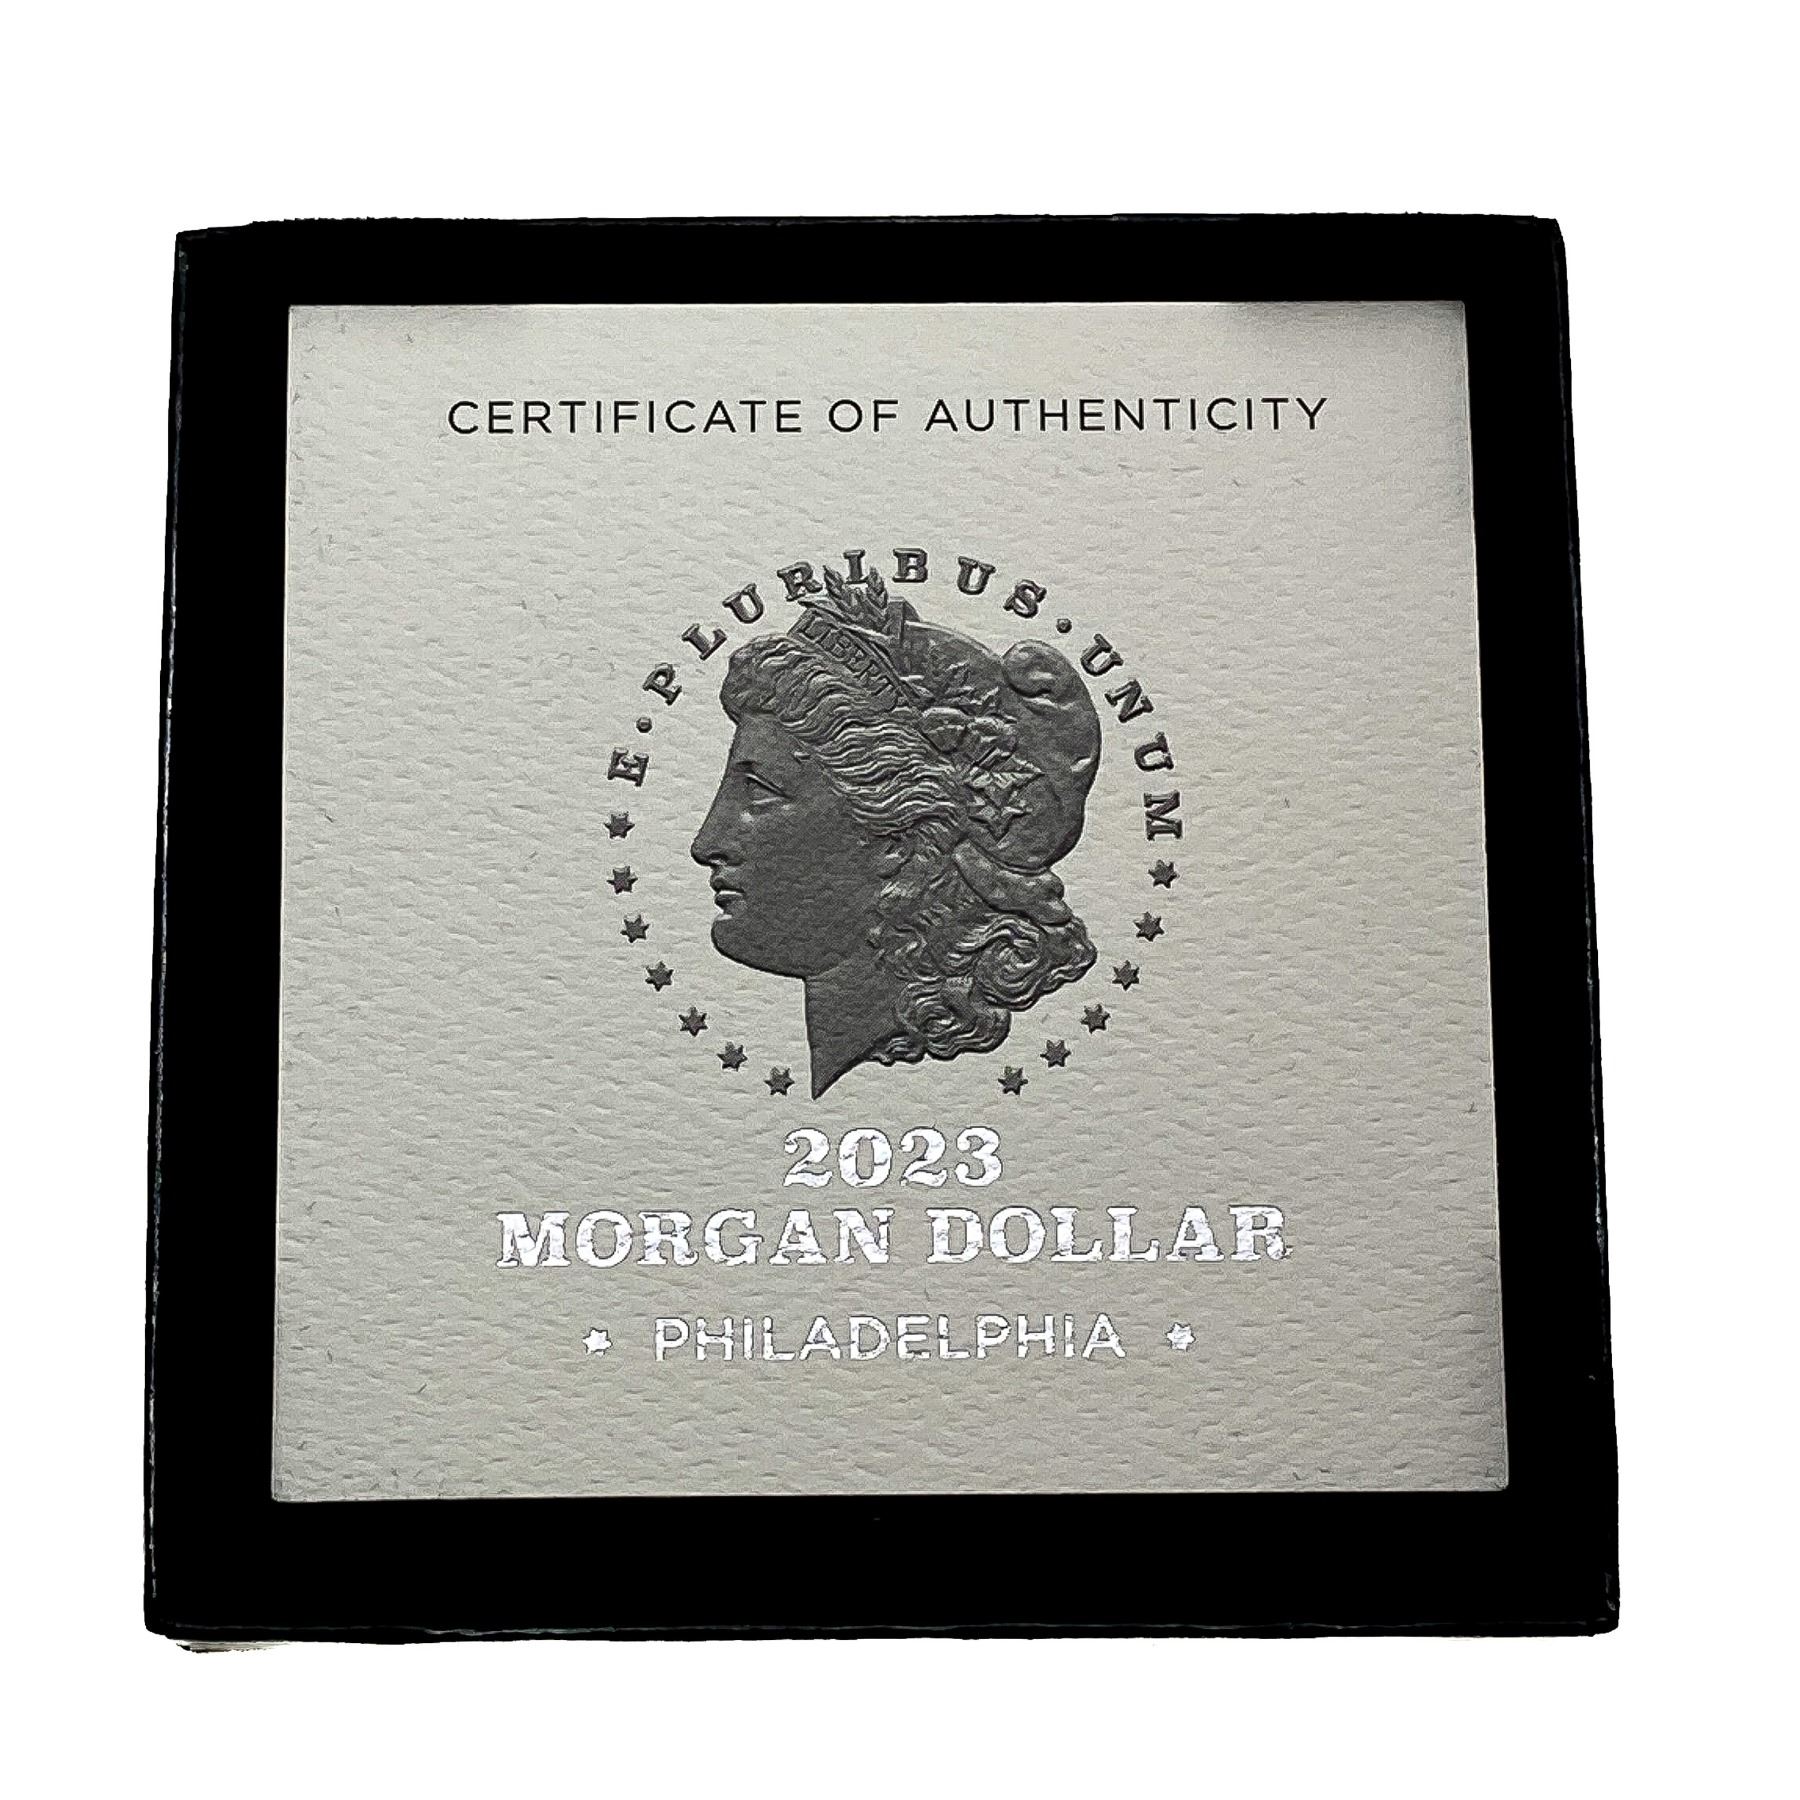 CERTIFICATE OF AUTHENTICITY
E · PLURIBUS · UNUM
LIBERTY
2023
MORGAN DOLLAR
PHILADELPHIA